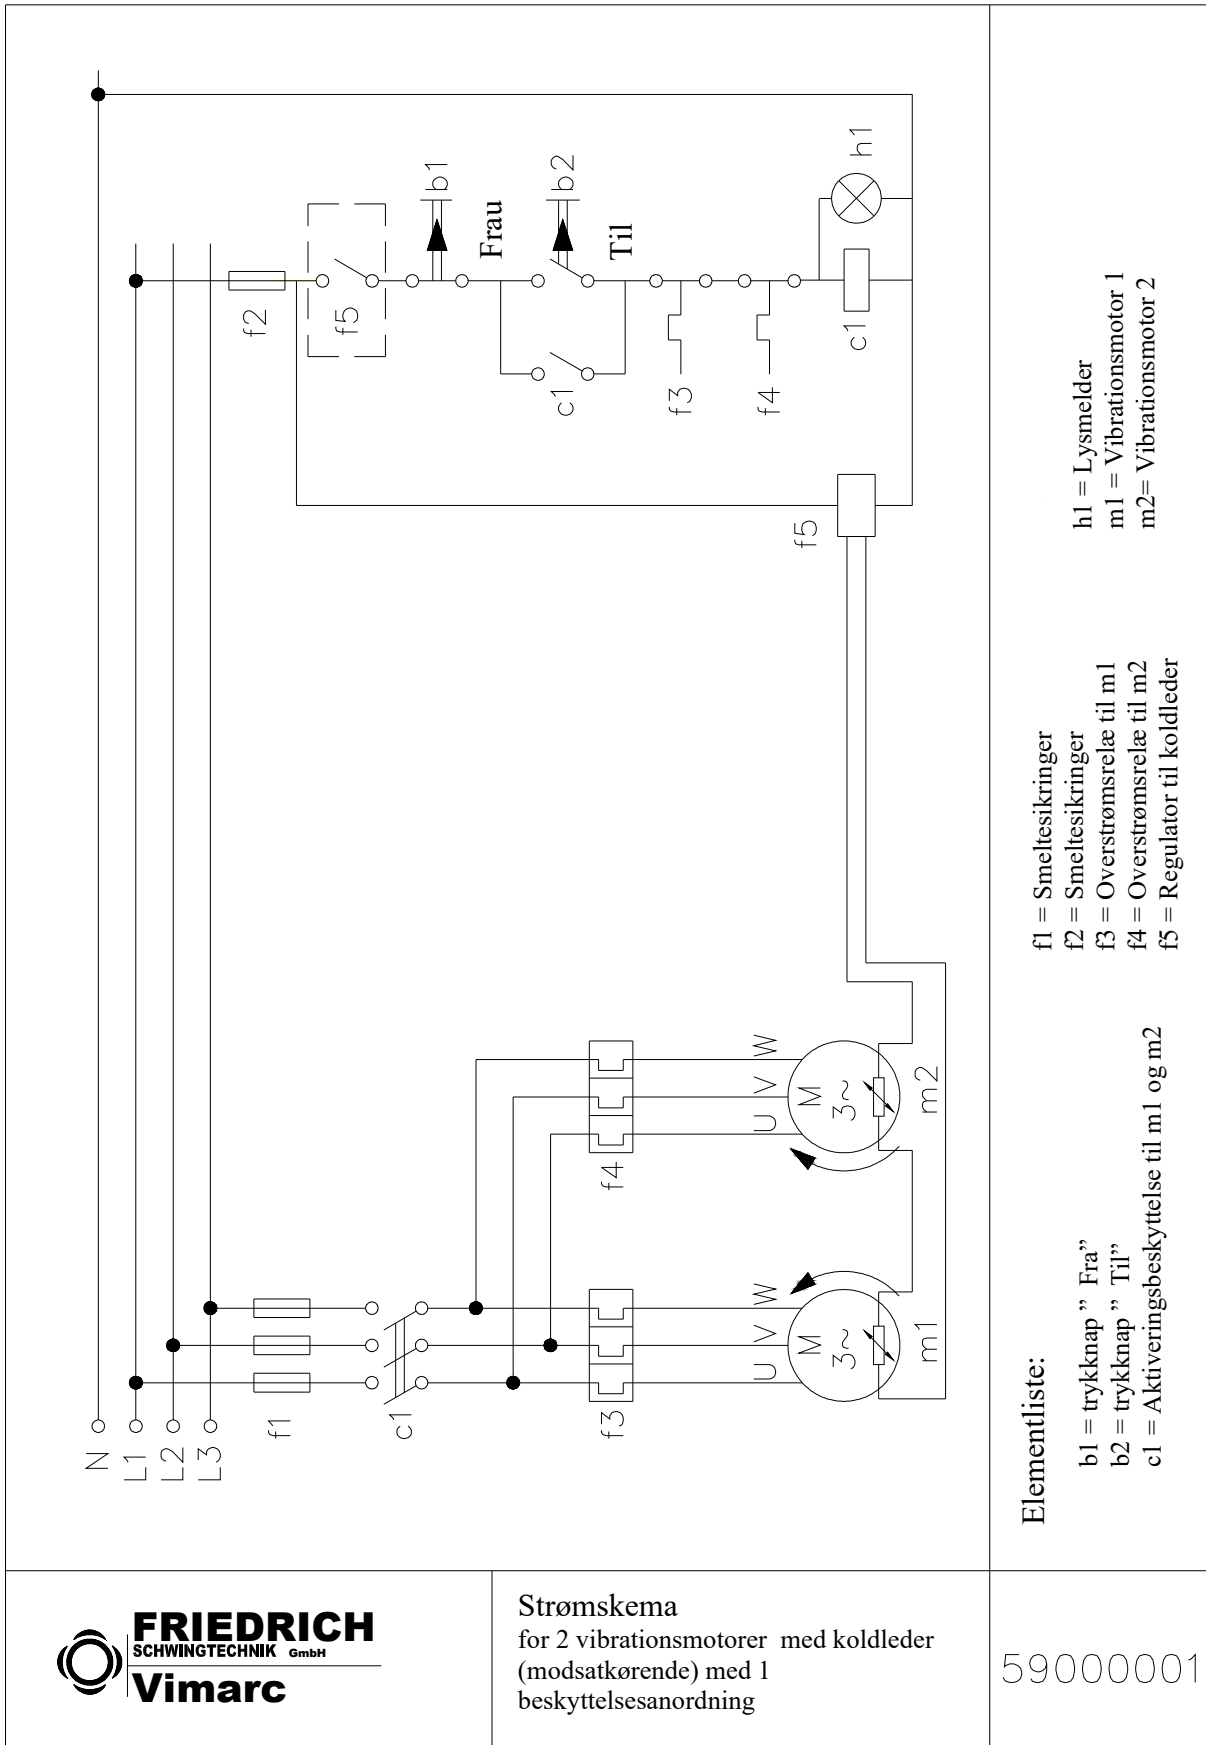 N
L1
L2
L3
f1
c1
f3
U V W
M
3~
m1
f4
U V W
M
3~
m2
f2
f5
b1
Frau
b2
Til
c1
f3
f4
f5
c1
h1
Elementliste:
b1 = trykknap ” Fra”
b2 = trykknap ” Til”
c1 = Aktiveringsbeskyttelse til m1 og m2
f1 = Smeltesikringer
f2 = Smeltesikringer
f3 = Overstrømsrelæ til m1
f4 = Overstrømsrelæ til m2
f5 = Regulator til koldleder
h1 = Lysmelder
m1 = Vibrationsmotor 1
m2= Vibrationsmotor 2
FRIEDRICH
SCHWINGTECHNIK GmbH
Vimarc
Strømskema
for 2 vibrationsmotorer med koldleder
(modsatkørende) med 1
beskyttelsesanordning
59000001